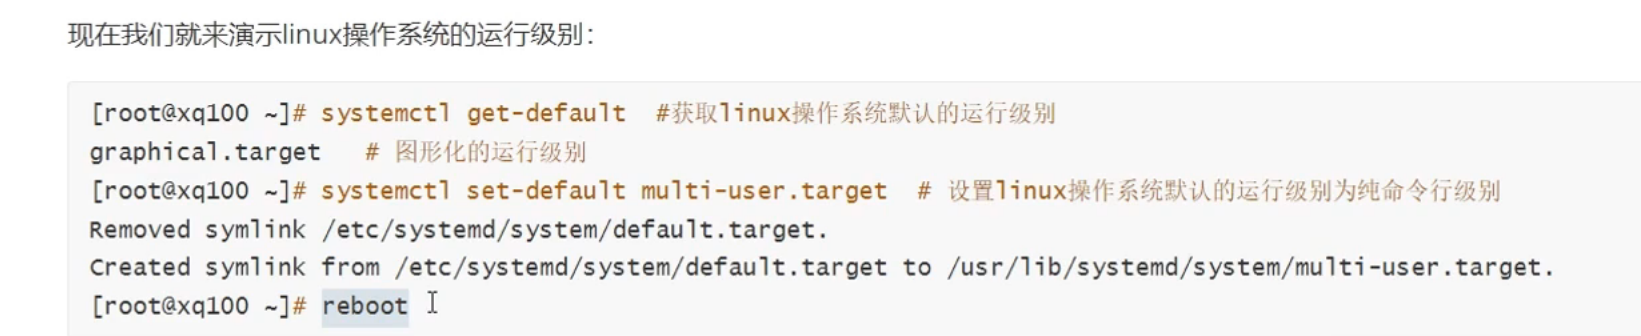 现在我们就来演示linux操作系统的运行级别：
[root@xq100 ~]# systemctl get-default  #获取linux操作系统默认的运行级别
graphical.target   # 图形化的运行级别
[root@xq100 ~]# systemctl set-default multi-user.target  # 设置linux操作系统默认的运行级别为纯命令行级别
Removed symlink /etc/systemd/system/default.target.
Created symlink from /etc/systemd/system/default.target to /usr/lib/systemd/system/multi-user.target.
[root@xq100 ~]# reboot